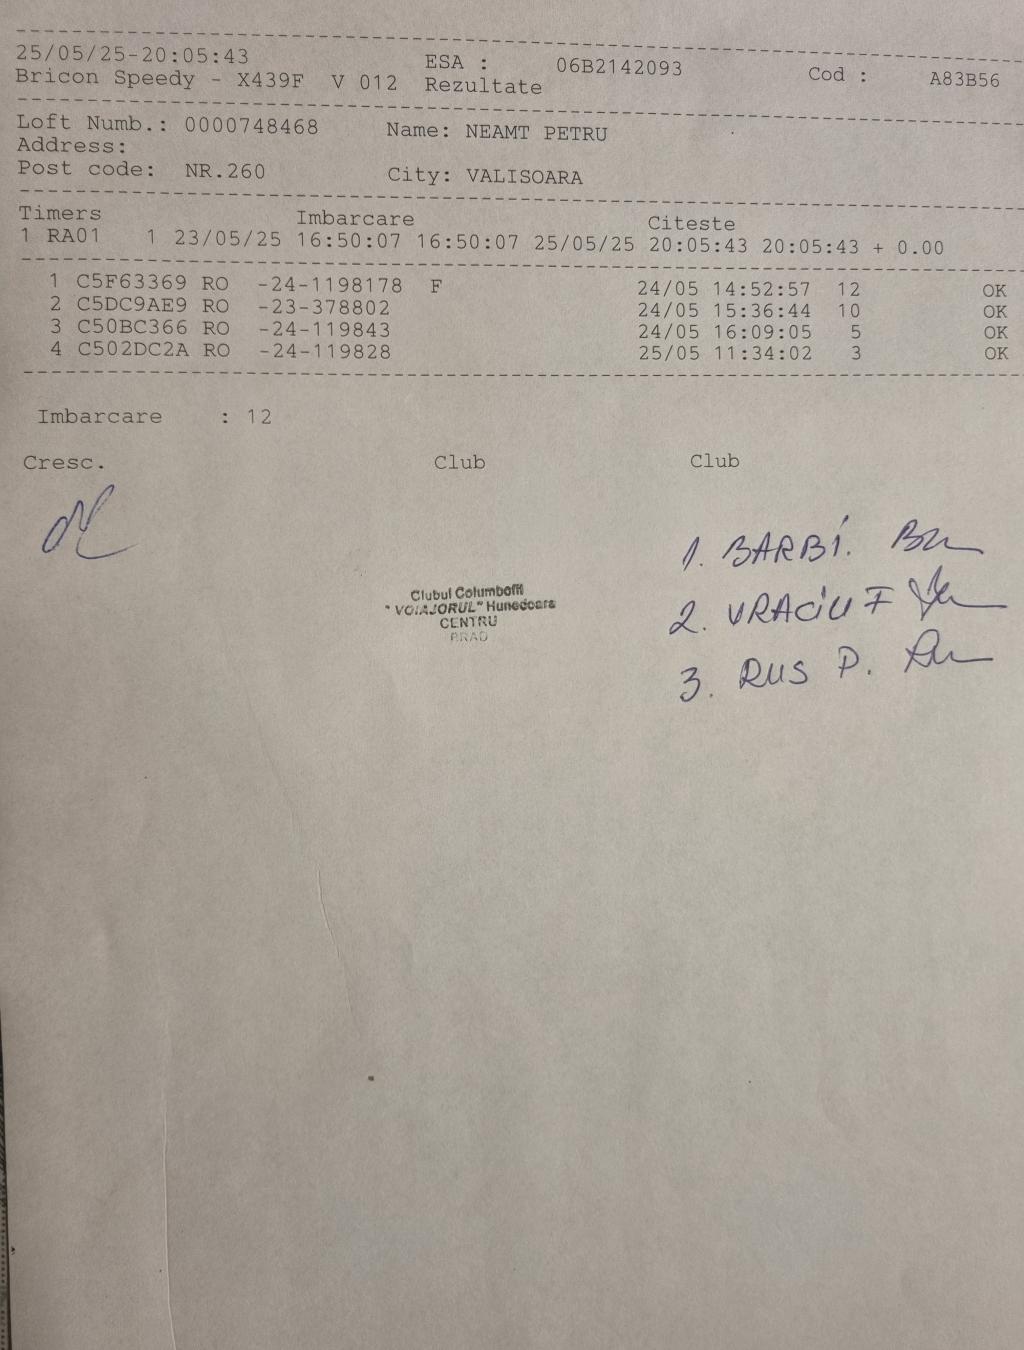 25/05/25-20:05:43 ESA : 06B2142093 Cod : A83B56
Bricon Speedy - X439F V 012 Rezultate
Loft Numb.: 0000748468 Name: NEAMT PETRU
Address:
Post code: NR.260 City: VALISOARA
Timers Imbarcare Citeste
1 RA01 1 23/05/25 16:50:07 16:50:07 25/05/25 20:05:43 20:05:43 + 0.00
1 C5F63369 RO -24-1198178 F 24/05 14:52:57 12 OK
2 C5DC9AE9 RO -23-378802 24/05 15:36:44 10 OK
3 C50BC366 RO -24-119843 24/05 16:09:05 5 OK
4 C502DC2A RO -24-119828 25/05 11:34:02 3 OK
Imbarcare : 12
Cresc. Club Club
1. BARBI.
2. VRACIU F
3. RUS P.
Clubul Columbofil
"VOIAJORUL" Hunedoara
CENTRU
BRAD